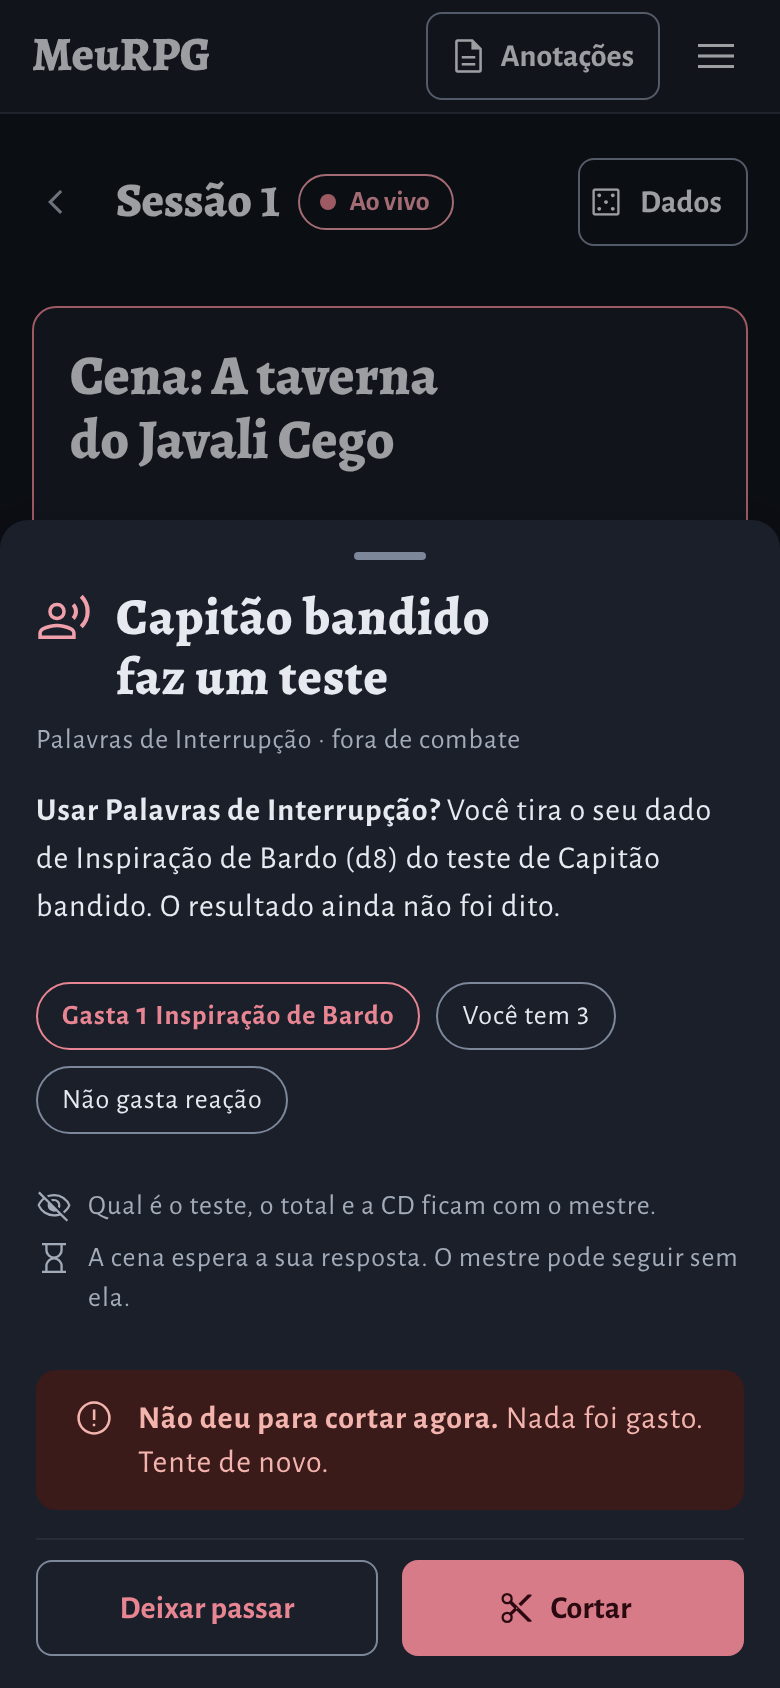 MeuRPG
Anotações
Sessão 1
Ao vivo
Dados
Cena: A taverna
do Javali Cego
Capitão bandido
faz um teste
Palavras de Interrupção · fora de combate
Usar Palavras de Interrupção? Você tira o seu dado
de Inspiração de Bardo (d8) do teste de Capitão
bandido. O resultado ainda não foi dito.
Gasta 1 Inspiração de Bardo
Você tem 3
Não gasta reação
Qual é o teste, o total e a CD ficam com o mestre.
A cena espera a sua resposta. O mestre pode seguir sem
ela.
Não deu para cortar agora. Nada foi gasto.
Tente de novo.
Deixar passar
Cortar